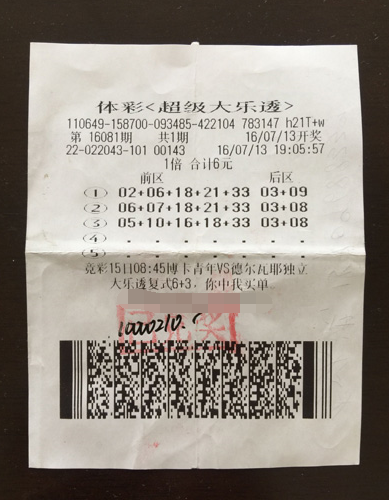 体彩<超级大乐透>
110649-158700-093485-422104 783147 h21T+w
第 16081期 共1期 16/07/13开奖
22-022043-101 00143 16/07/13 19:05:57
1倍 合计6元
前区 后区
(1) 02+06+18+21+33 03+09
(2) 06+07+18+21+33 03+08
(3) 05+10+16+18+33 03+08
(4) . .
(5) . .
竞彩15日08:45博卡青年VS德尔瓦耶独立
大乐透复式6+3，你中我买单
已兑奖